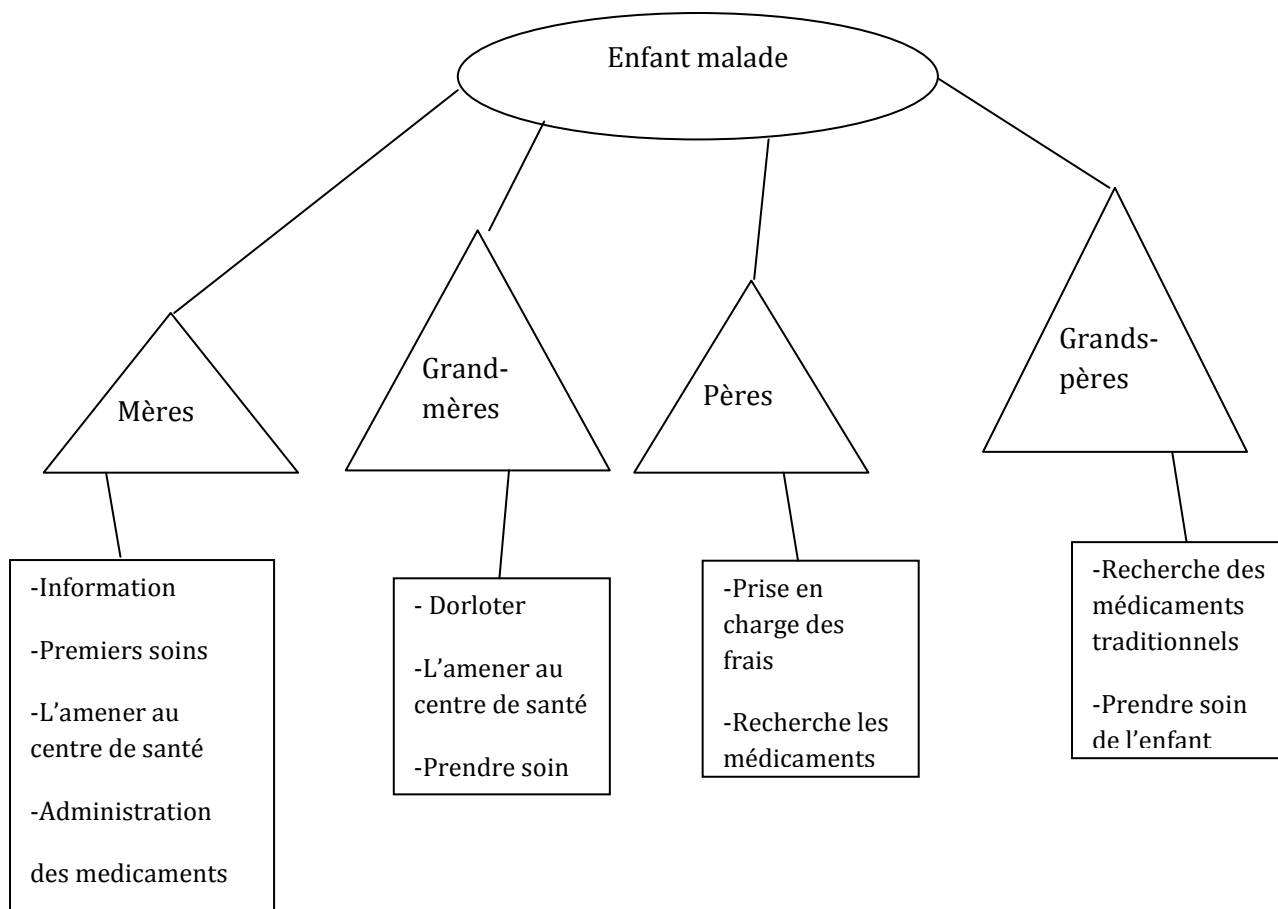 Enfant malade
Mères
Grand-
mères
Pères
Grands-
pères
-Information
-Premiers soins
-L’amener au
centre de santé
-Administration
des medicaments
- Dorloter
-L’amener au
centre de santé
-Prendre soin
-Prise en
charge des
frais
-Recherche les
médicaments
-Recherche des
médicaments
traditionnels
-Prendre soin
de l’enfant